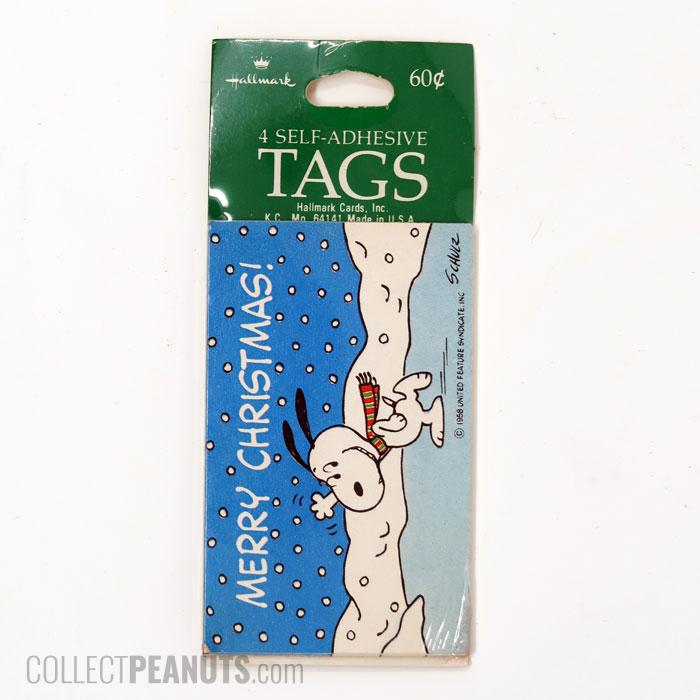 Hallmark
60¢
4 SELF-ADHESIVE
TAGS
Hallmark Cards, Inc.
K.C. Mo. 64141 Made in U.S.A.
MERRY CHRISTMAS!
SCHULZ
© 1958 UNITED FEATURE SYNDICATE, INC
COLLECTPEANUTS.com